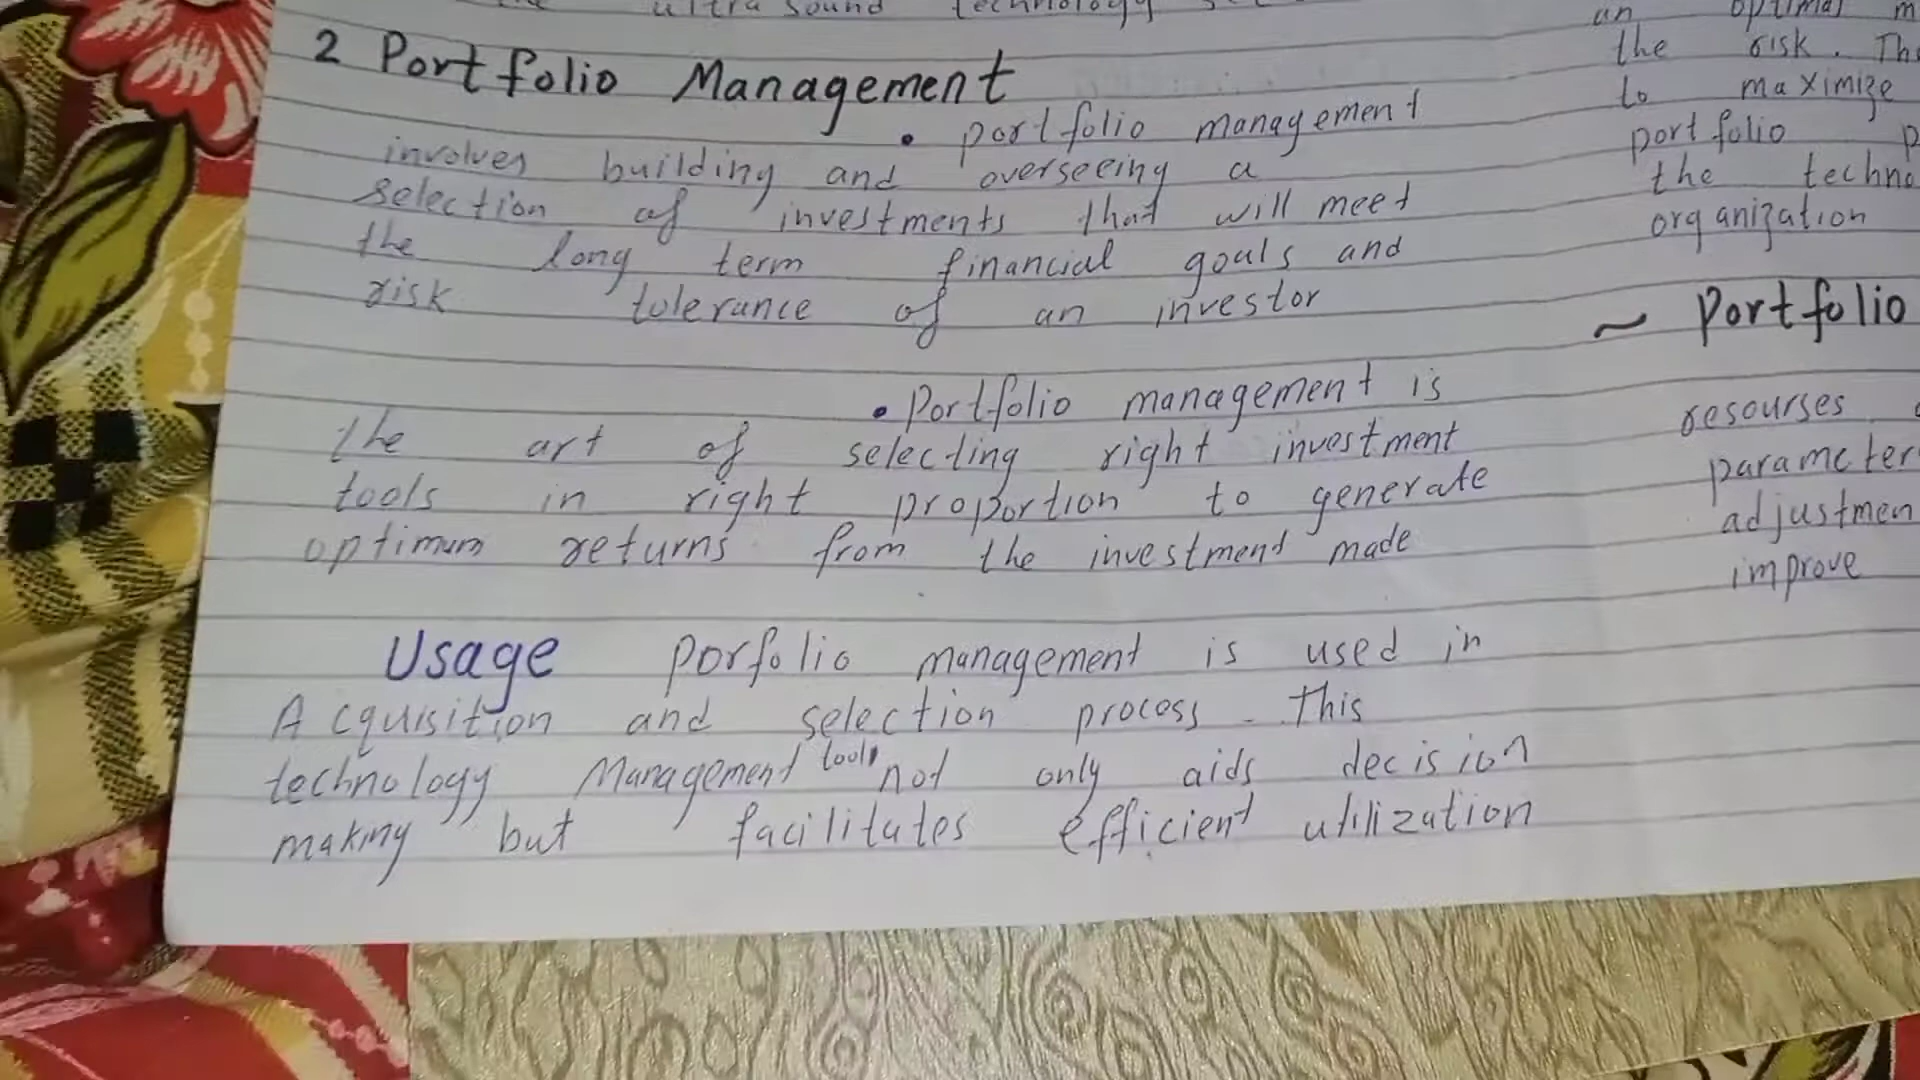 ultra sound technology
2 Portfolio Management
• portfolio management
involves building and overseeing a
selection of investments that will meet
the long term financial goals and
risk tolerance of an investor
• Portfolio management is
the art of selecting right investment
tools in right proportion to generate
optimum returns from the investment made
Usage porfolio management is used in
Acquisition and selection process. This
technology Management tools not only aids decision
making but facilitates efficient utilization
an optimal
the risk.
to maximize
portfolio
the
organization
~ Portfolio
resourses
improve